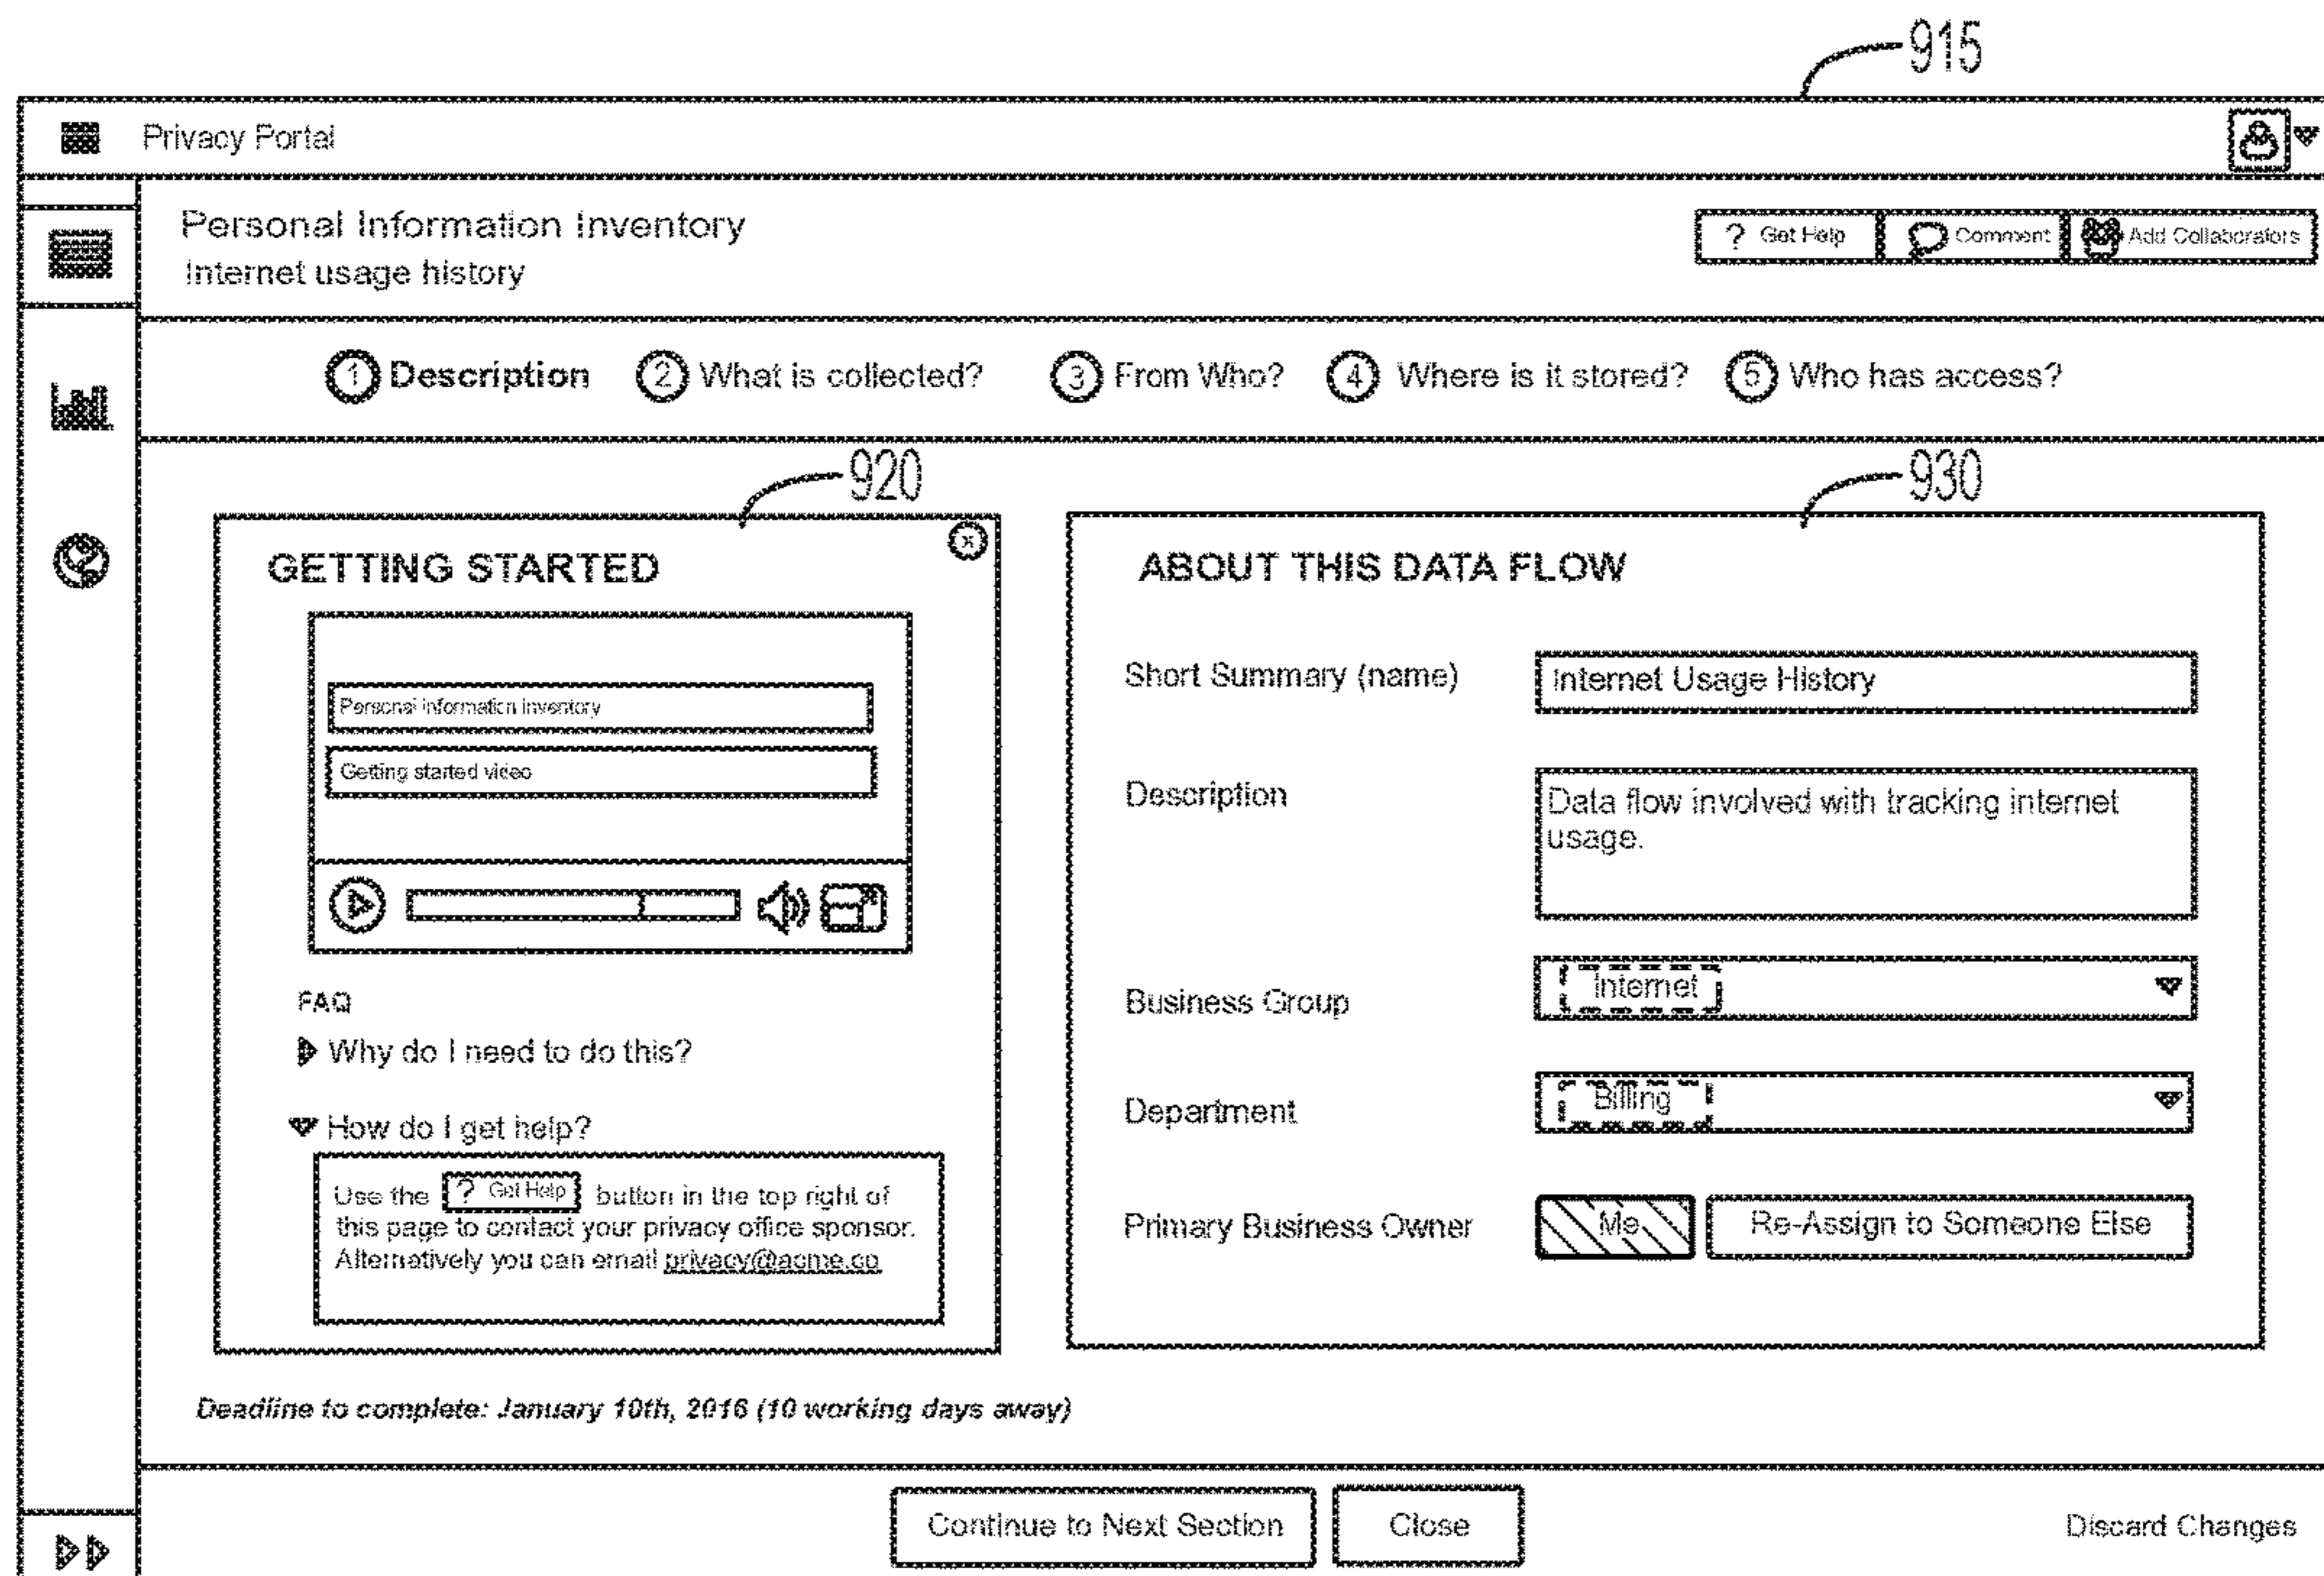 915
Privacy Portal
Personal Information Inventory
Internet usage history
? Get Help Comment Add Collaborators
1 Description 2 What is collected? 3 From Who? 4 Where is it stored? 5 Who has access?
920
930
GETTING STARTED
Personal information inventory
Getting started video
FAQ
Why do I need to do this?
How do I get help?
Use the ? Get Help button in the top right of
this page to contact your privacy office sponsor.
Alternatively you can email privacy@acme.co
ABOUT THIS DATA FLOW
Short Summary (name) Internet Usage History
Description Data flow involved with tracking internet
usage.
Business Group Internet
Department Billing
Primary Business Owner Me Re-Assign to Someone Else
Deadline to complete: January 10th, 2016 (10 working days away)
Continue to Next Section Close Discard Changes